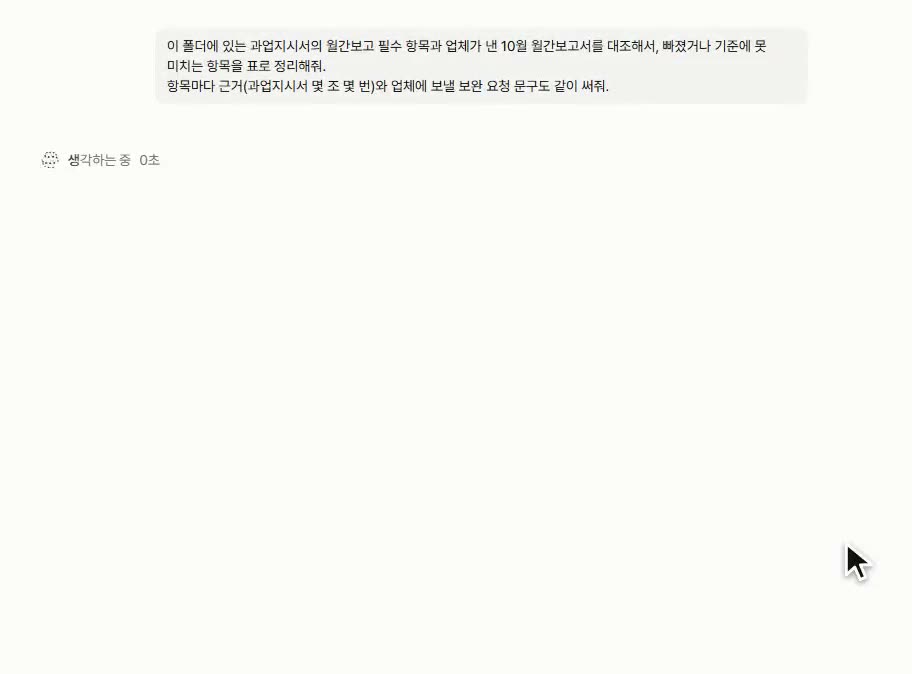 이 폴더에 있는 과업지시서의 월간보고 필수 항목과 업체가 낸 10월 월간보고서를 대조해서, 빠졌거나 기준에 못
미치는 항목을 표로 정리해줘.
항목마다 근거(과업지시서 몇 조 몇 번)와 업체에 보낼 보완 요청 문구도 같이 써줘.
생각하는 중 0초